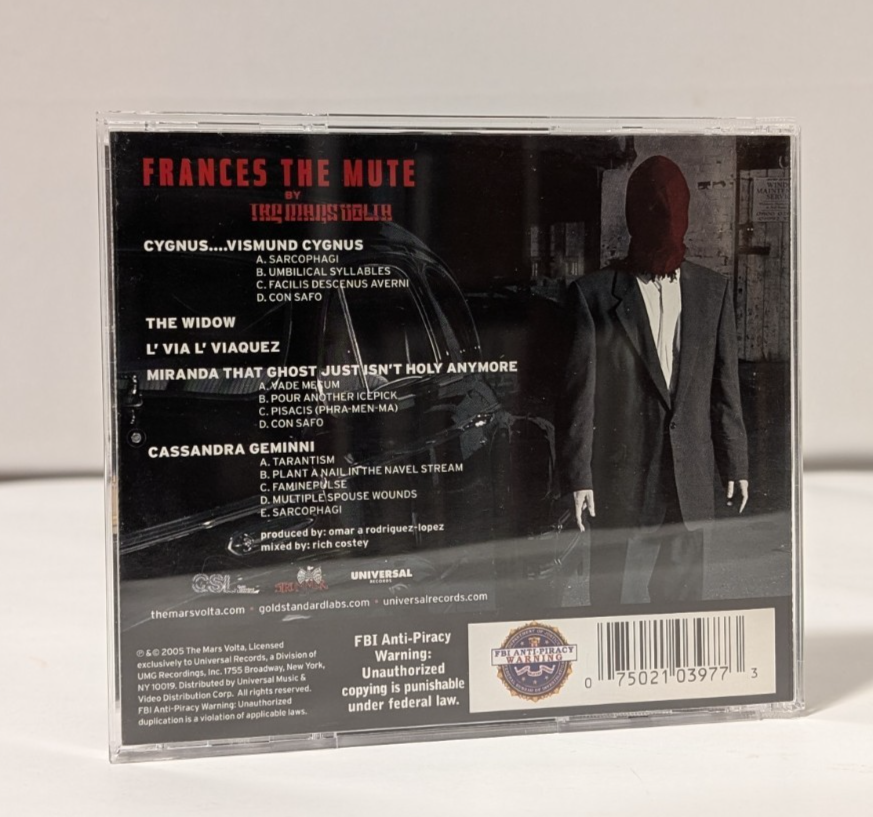 FRANCES THE MUTE
BY
THE MARS VOLTA
CYGNUS....VISMUND CYGNUS
A. SARCOPHAGI
B. UMBILICAL SYLLABLES
C. FACILIS DESCENUS AVERNI
D. CON SAFO
THE WIDOW
L' VIA L' VIAQUEZ
MIRANDA THAT GHOST JUST ISN'T HOLY ANYMORE
A. VADE MECUM
B. POUR ANOTHER ICEPICK
C. PISACIS (PHRA-MEN-MA)
D. CON SAFO
CASSANDRA GEMINNI
A. TARANTISM
B. PLANT A NAIL IN THE NAVEL STREAM
C. FAMINEPULSE
D. MULTIPLE SPOUSE WOUNDS
E. SARCOPHAGI
produced by: omar a rodriquez-lopez
mixed by: rich costey
GSL
UNIVERSAL
RECORDS
themarsvolta.com • goldstandardlabs.com • universalrecords.com
℗ & © 2005 The Mars Volta, Licensed
exclusively to Universal Records, a Division of
UMG Recordings, Inc. 1755 Broadway, New York,
NY 10019. Distributed by Universal Music &
Video Distribution Corp. All rights reserved.
FBI Anti-Piracy Warning: Unauthorized
duplication is a violation of applicable laws.
FBI Anti-Piracy
Warning:
Unauthorized
copying is punishable
under federal law.
FBI ANTI-PIRACY
WARNING
0 75021 03977 3